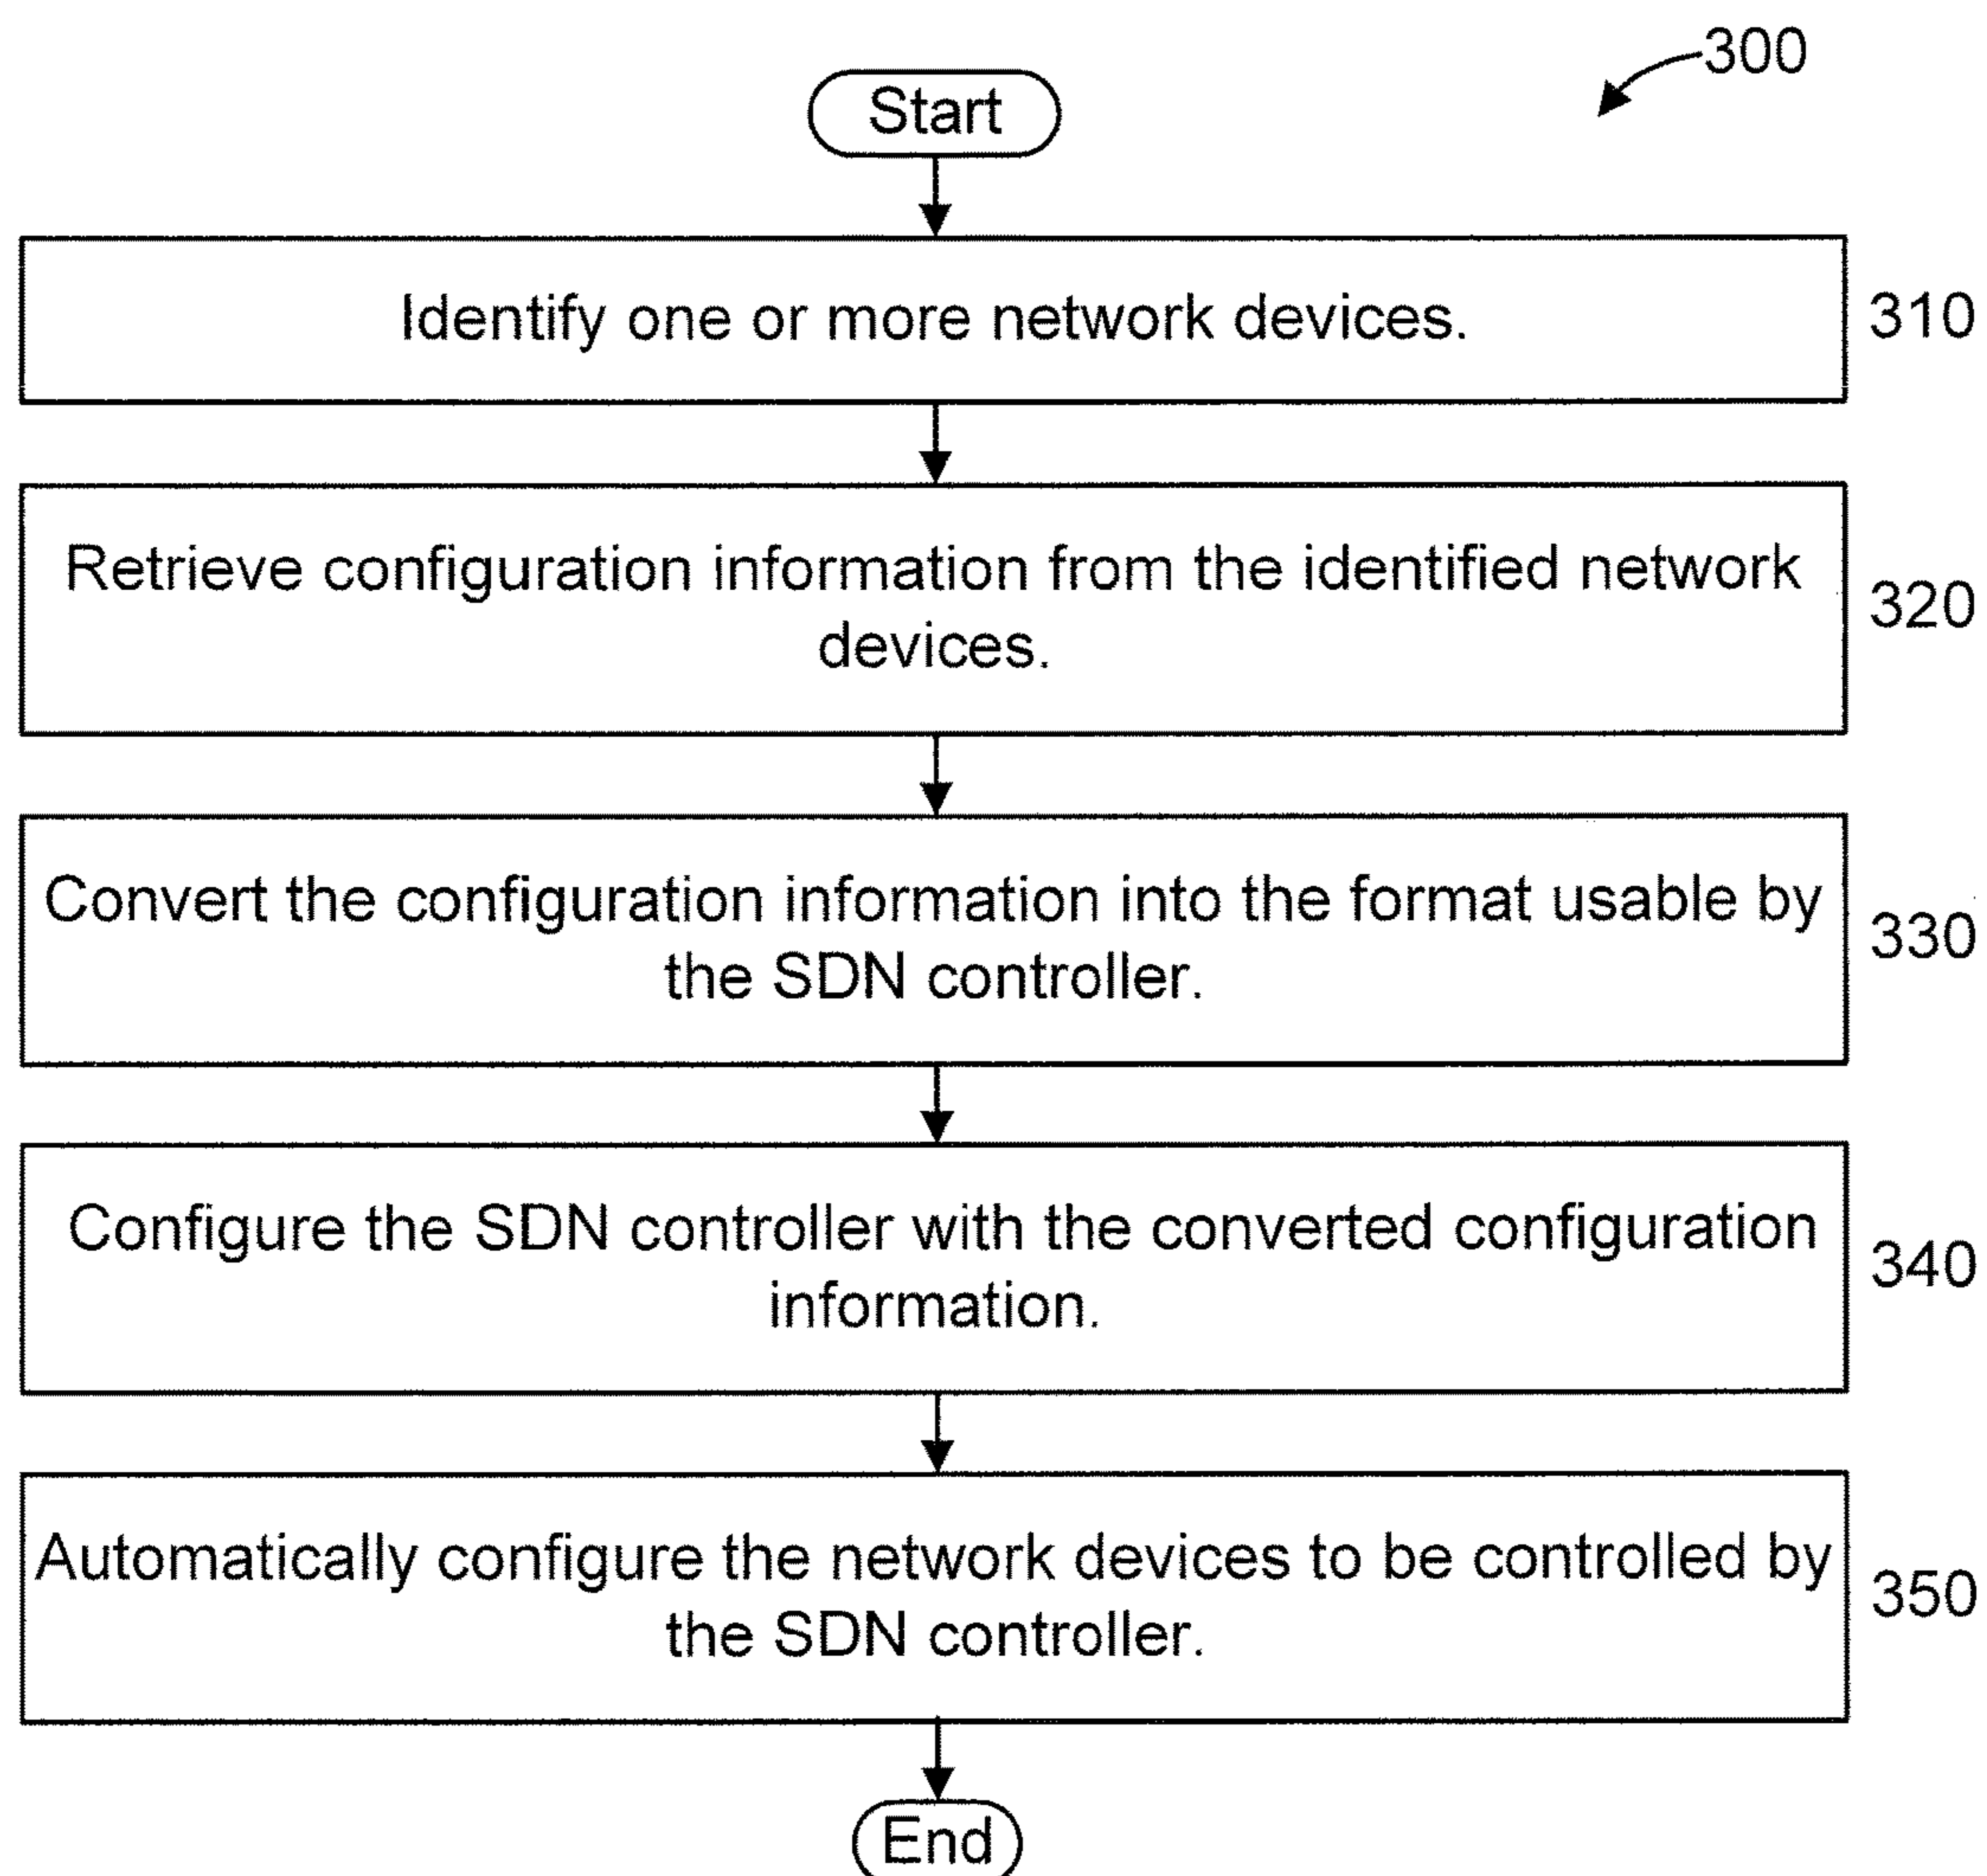 300
Start
Identify one or more network devices.
310
Retrieve configuration information from the identified network
devices.
320
Convert the configuration information into the format usable by
the SDN controller.
330
Configure the SDN controller with the converted configuration
information.
340
Automatically configure the network devices to be controlled by
the SDN controller.
350
End